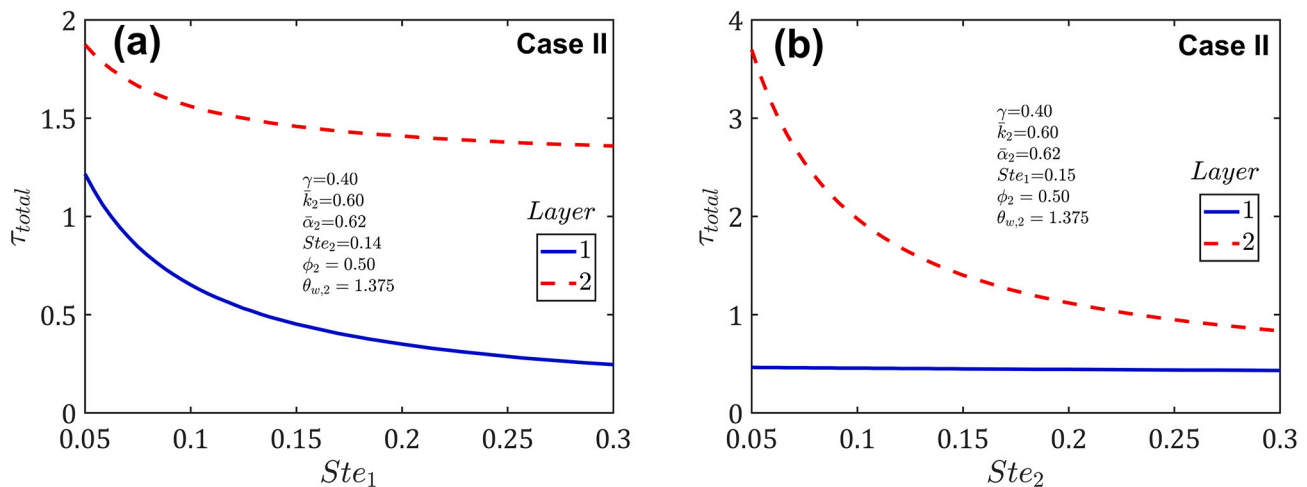 (a)
Case II
2
1.5
1
0.5
0
τ_total
γ=0.40
k̄₂=0.60
ᾱ₂=0.62
Ste₂=0.14
ϕ₂ = 0.50
θ_{w,2} = 1.375
Layer
1
2
0.05 0.1 0.15 0.2 0.25 0.3
Ste₁
(b)
Case II
4
3
2
1
0
τ_total
γ=0.40
k̄₂=0.60
ᾱ₂=0.62
Ste₁=0.15
ϕ₂ = 0.50
θ_{w,2} = 1.375
Layer
1
2
0.05 0.1 0.15 0.2 0.25 0.3
Ste₂